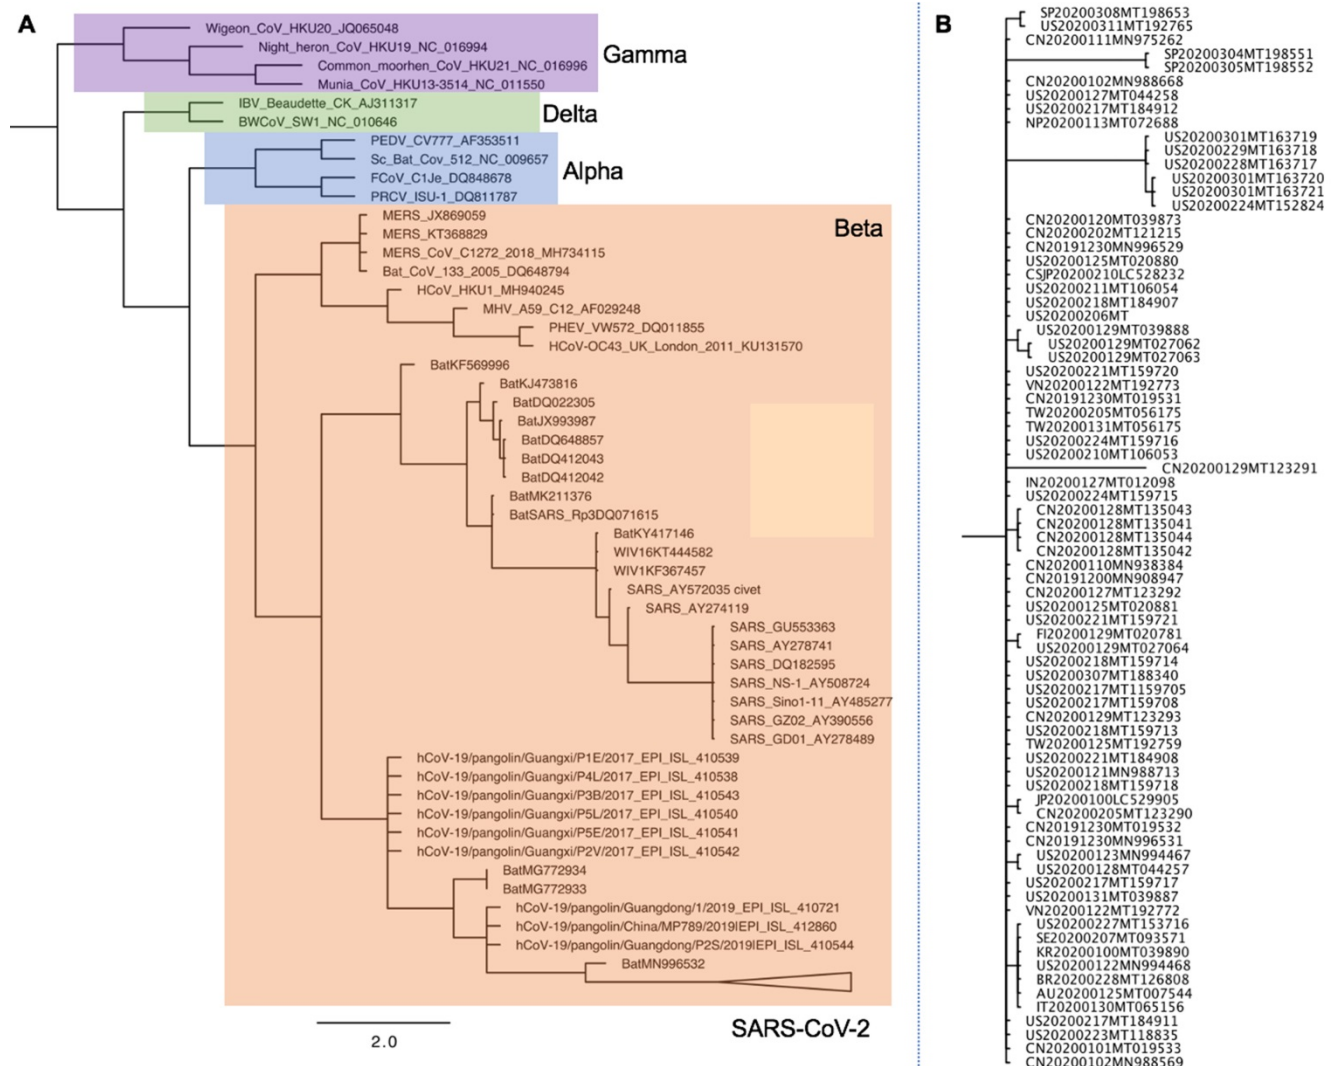 A
Wigeon_CoV_HKU20_JQ065048
Night_heron_CoV_HKU19_NC_016994
Common_moorhen_CoV_HKU21_NC_016996
Munia_CoV_HKU13-3514_NC_011550
Gamma
IBV_Beaudette_CK_AJ311317
BWCoV_SW1_NC_010646
Delta
PEDV_CV777_AF353511
Sc_Bat_Cov_512_NC_009657
FCoV_C1Je_DQ848678
PRCV_ISU-1_DQ811787
Alpha
Beta
MERS_JX869059
MERS_KT368829
MERS_CoV_C1272_2018_MH734115
Bat_CoV_133_2005_DQ648794
HCoV_HKU1_MH940245
MHV_A59_C12_AF029248
PHEV_VW572_DQ011855
HCoV-OC43_UK_London_2011_KU131570
BatKF569996
BatKJ473816
BatDQ022305
BatJX993987
BatDQ648857
BatDQ412043
BatDQ412042
BatMK211376
BatSARS_Rp3DQ071615
BatKY417146
WIV16KT444582
WIV1KF367457
SARS_AY572035 civet
SARS_AY274119
SARS_GU553363
SARS_AY278741
SARS_DQ182595
SARS_NS-1_AY508724
SARS_Sino1-11_AY485277
SARS_GZ02_AY390556
SARS_GD01_AY278489
hCoV-19/pangolin/Guangxi/P1E/2017_EPI_ISL_410539
hCoV-19/pangolin/Guangxi/P4L/2017_EPI_ISL_410538
hCoV-19/pangolin/Guangxi/P3B/2017_EPI_ISL_410543
hCoV-19/pangolin/Guangxi/P5L/2017_EPI_ISL_410540
hCoV-19/pangolin/Guangxi/P5E/2017_EPI_ISL_410541
hCoV-19/pangolin/Guangxi/P2V/2017_EPI_ISL_410542
BatMG772934
BatMG772933
hCoV-19/pangolin/Guangdong/1/2019_EPI_ISL_410721
hCoV-19/pangolin/China/MP789/2019|EPI_ISL_412860
hCoV-19/pangolin/Guangdong/P2S/2019|EPI_ISL_410544
BatMN996532
SARS-CoV-2
2.0
B
SP20200308MT198653
US20200311MT192765
CN20200111MN975262
SP20200304MT198551
SP20200305MT198552
CN20200102MN988668
US20200127MT044258
US20200217MT184912
NP20200113MT072688
US20200301MT163719
US20200229MT163718
US20200228MT163717
US20200301MT163720
US20200301MT163721
US20200224MT152824
CN20200120MT039873
CN20200202MT121215
CN20191230MN996529
US20200125MT020880
CSJP20200210LC528232
US20200211MT106054
US20200218MT184907
US20200206MT
US20200129MT039888
US20200129MT027062
US20200129MT027063
US20200221MT159720
VN20200122MT192773
CN20191230MT019531
TW20200205MT056175
TW20200131MT056175
US20200224MT159716
US20200210MT106053
CN20200129MT123291
IN20200127MT012098
US20200224MT159715
CN20200128MT135043
CN20200128MT135041
CN20200128MT135044
CN20200128MT135042
CN20200110MN938384
CN20191200MN908947
CN20200127MT123292
US20200125MT020881
US20200221MT159721
FI20200129MT020781
US20200129MT027064
US20200218MT159714
US20200307MT188340
US20200217MT1159705
US20200217MT159708
CN20200129MT123293
US20200218MT159713
TW20200125MT192759
US20200221MT184908
US20200121MN988713
US20200218MT159718
JP20200100LC529905
CN20200205MT123290
CN20191230MT019532
CN20191230MN996531
US20200123MN994467
US20200128MT044257
US20200217MT159717
US20200131MT039887
VN20200122MT192772
US20200227MT153716
SE20200207MT093571
KR20200100MT039890
US20200122MN994468
BR20200228MT126808
AU20200125MT007544
IT20200130MT065156
US20200217MT184911
US20200223MT118835
CN20200101MT019533
CN20200102MN988569